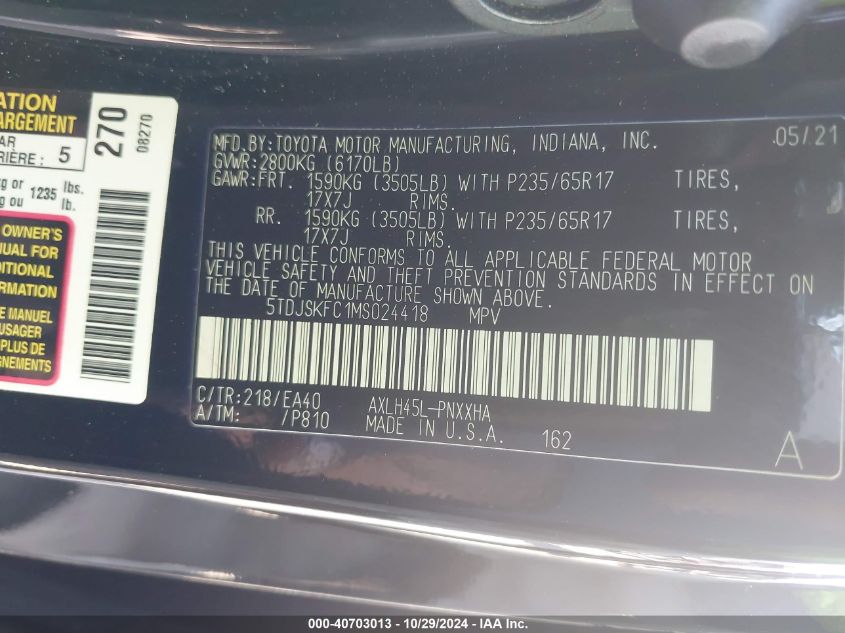 ATION
ARGEMENT
AR
RIÈRE : 5
kg or 1235 lbs.
g ou lb.
OWNER'S
NUAL FOR
DITIONAL
RMATION
E MANUEL
USAGER
PLUS DE
GNEMENTS
270
08270
MFD.BY:TOYOTA MOTOR MANUFACTURING, INDIANA, INC. 05/21
GVWR:2800KG (6170LB)
GAWR:FRT. 1590KG (3505LB) WITH P235/65R17 TIRES,
17X7J RIMS.
RR. 1590KG (3505LB) WITH P235/65R17 TIRES,
17X7J RIMS.
THIS VEHICLE CONFORMS TO ALL APPLICABLE FEDERAL MOTOR
VEHICLE SAFETY AND THEFT PREVENTION STANDARDS IN EFFECT ON
THE DATE OF MANUFACTURE SHOWN ABOVE.
5TDJSKFC1MS024418 MPV
C/TR:218/EA40 AXLH45L-PNXXHA
A/TM: /P810 MADE IN U.S.A. 162
A
000-40703013 - 10/29/2024 - IAA Inc.